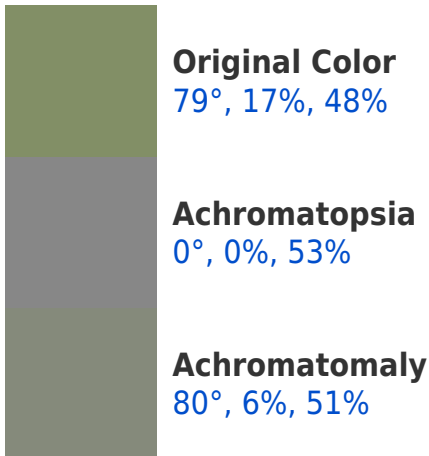 Original Color
79°, 17%, 48%
Achromatopsia
0°, 0%, 53%
Achromatomaly
80°, 6%, 51%